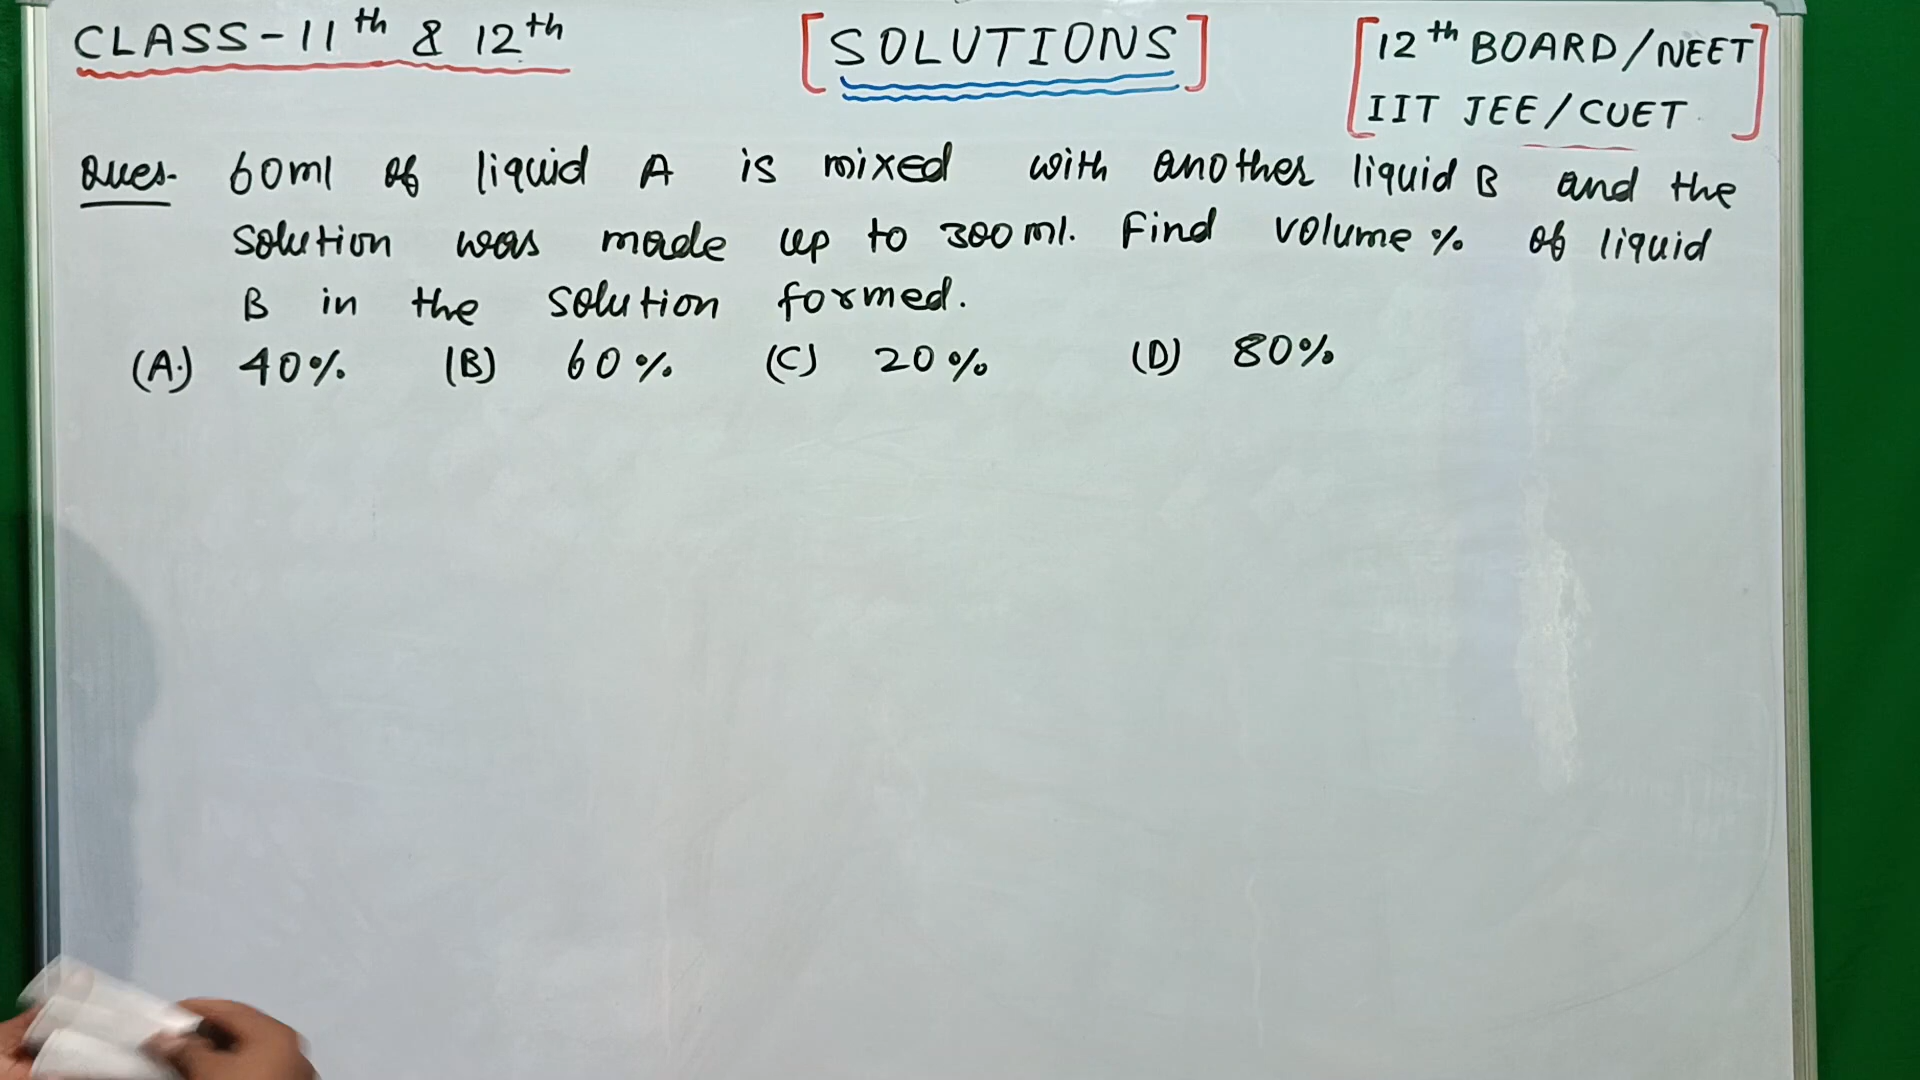 CLASS-11th & 12th
[SOLUTIONS]
[12th BOARD/NEET
IIT JEE/CUET]
Ques- 60ml of liquid A is mixed with another liquid B and the
solution was made up to 300ml. Find volume % of liquid
B in the solution formed.
(A.) 40% (B) 60% (C) 20% (D) 80%